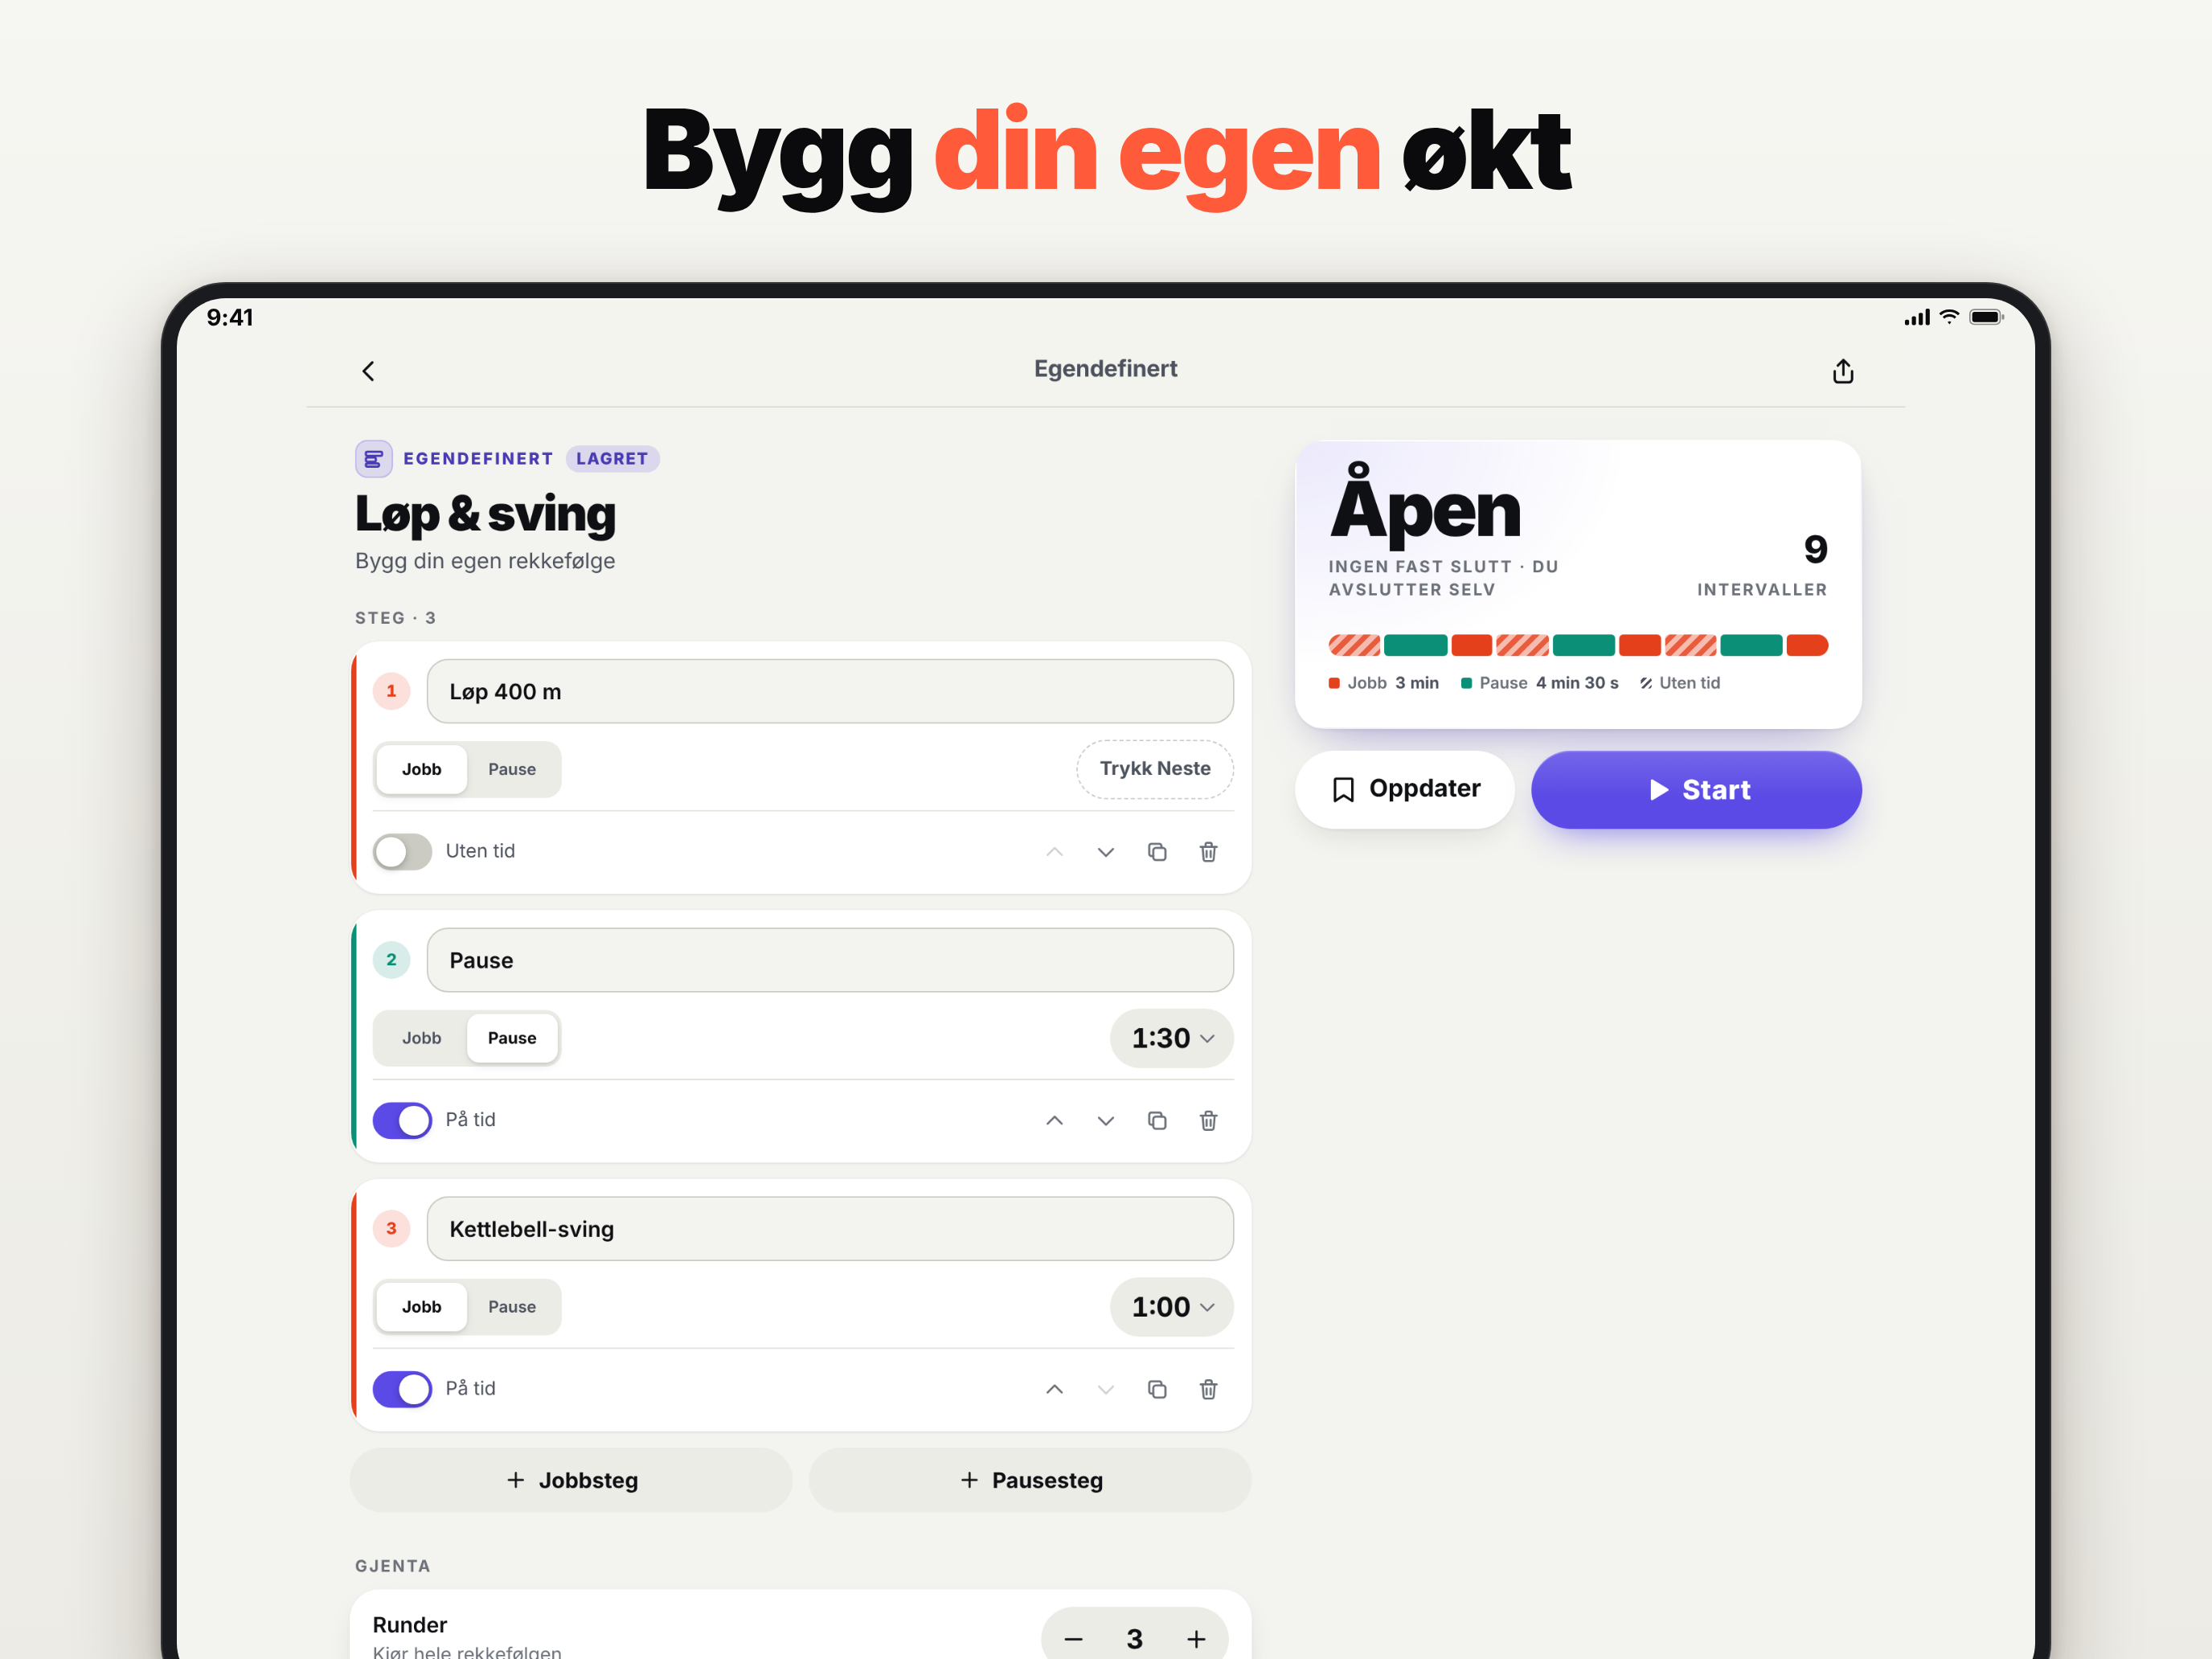 Bygg din egen økt
9:41
Egendefinert
EGENDEFINERT LAGRET
Løp & sving
Bygg din egen rekkefølge
STEG · 3
1 Løp 400 m
Jobb Pause Trykk Neste
Uten tid
2 Pause
Jobb Pause 1:30
På tid
3 Kettlebell-sving
Jobb Pause 1:00
På tid
+ Jobbsteg + Pausesteg
GJENTA
Runder
− 3 +
Kjør hele rekkefølgen
Åpen
INGEN FAST SLUTT · DU
AVSLUTTER SELV
9
INTERVALLER
Jobb 3 min Pause 4 min 30 s Uten tid
Oppdater Start